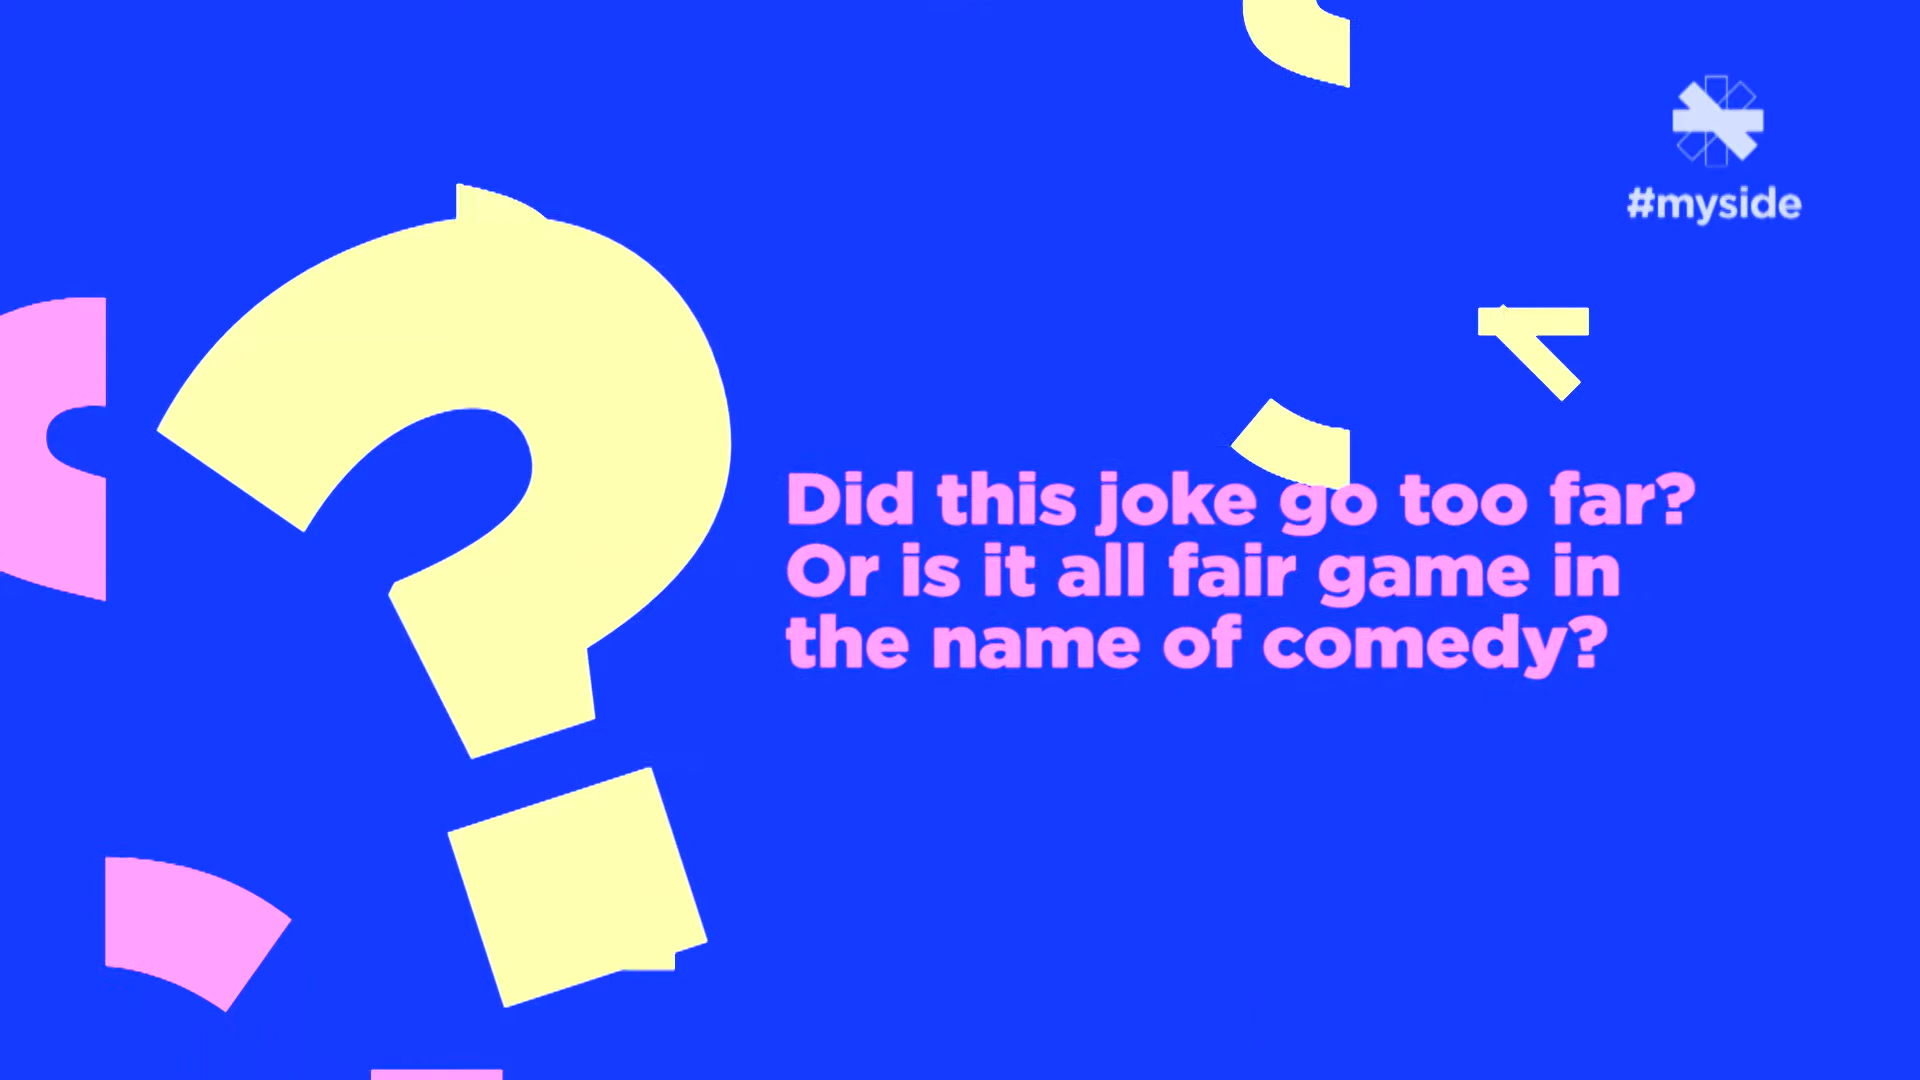 #myside
Did this joke go too far?
Or is it all fair game in
the name of comedy?